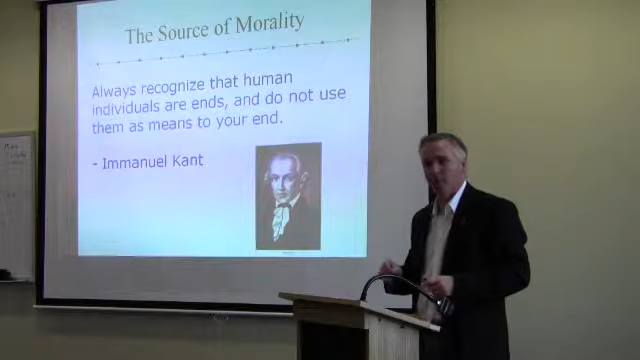 The Source of Morality
Always recognize that human
individuals are ends, and do not use
them as means to your end.
- Immanuel Kant